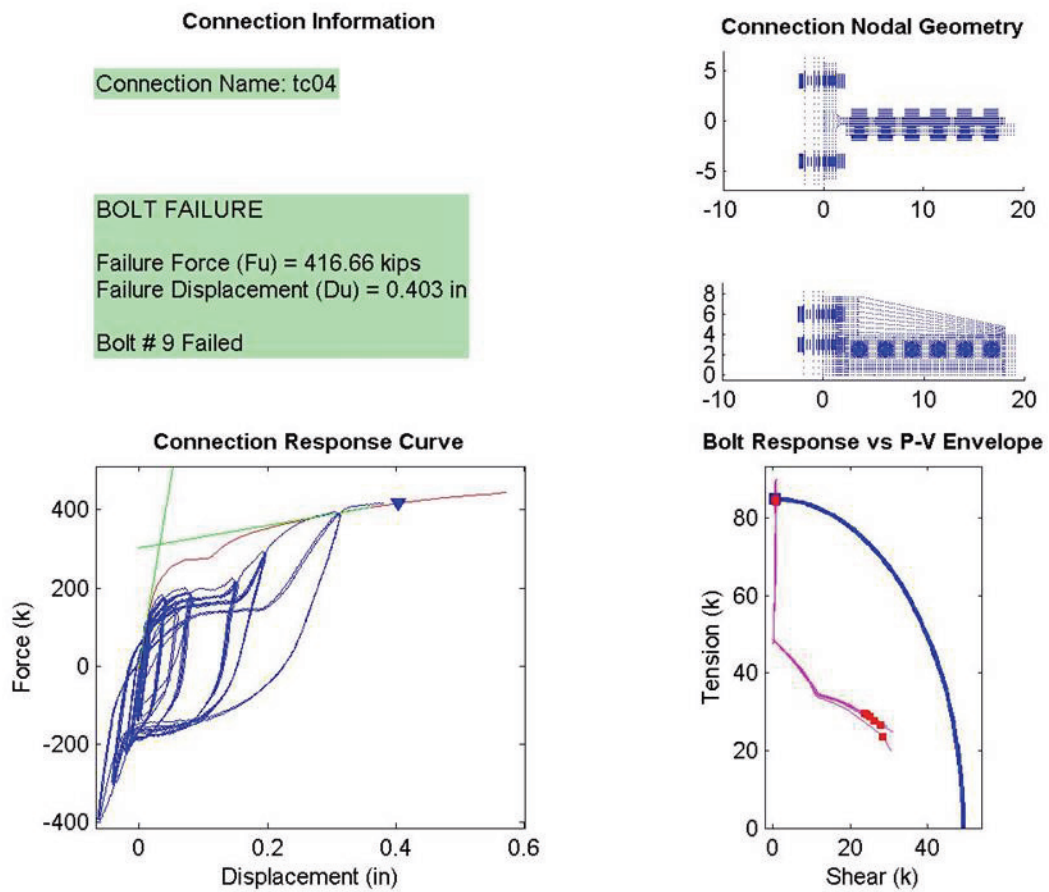 Connection Information
Connection Name: tc04
BOLT FAILURE
Failure Force (Fu) = 416.66 kips
Failure Displacement (Du) = 0.403 in
Bolt # 9 Failed
Connection Nodal Geometry
5
0
-5
-10 0 10 20
8
6
4
2
0
-10 0 10 20
Connection Response Curve
Force (k)
400
200
0
-200
-400
0 0.2 0.4 0.6
Displacement (in)
Bolt Response vs P-V Envelope
Tension (k)
80
60
40
20
0
0 20 40
Shear (k)